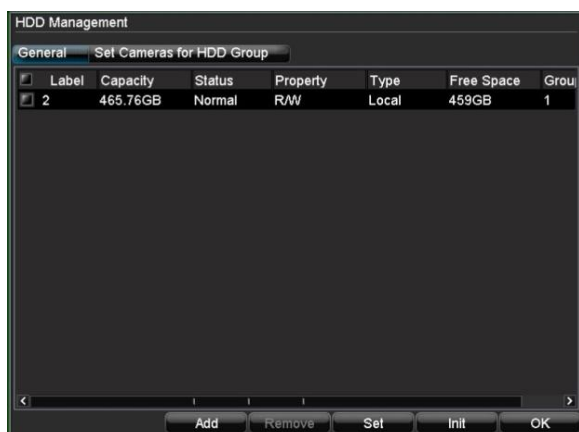 HDD Management
General Set Cameras for HDD Group
Label Capacity Status Property Type Free Space Grou
2 465.76GB Normal R/W Local 459GB 1
Add Remove Set Init OK